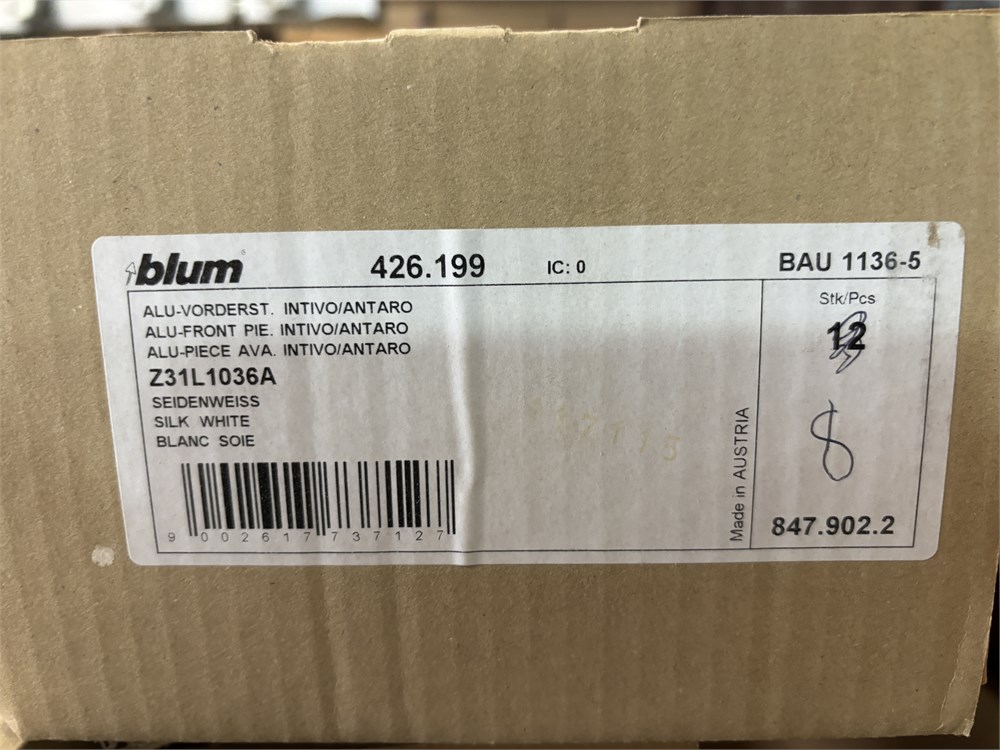 blum 426.199 IC: 0 BAU 1136-5
ALU-VORDERST. INTIVO/ANTARO
ALU-FRONT PIE. INTIVO/ANTARO
ALU-PIECE AVA. INTIVO/ANTARO
Z31L1036A
SEIDENWEISS
SILK WHITE
BLANC SOIE
9 002617 737127
Made in AUSTRIA
Stk/Pcs
12
8
847.902.2